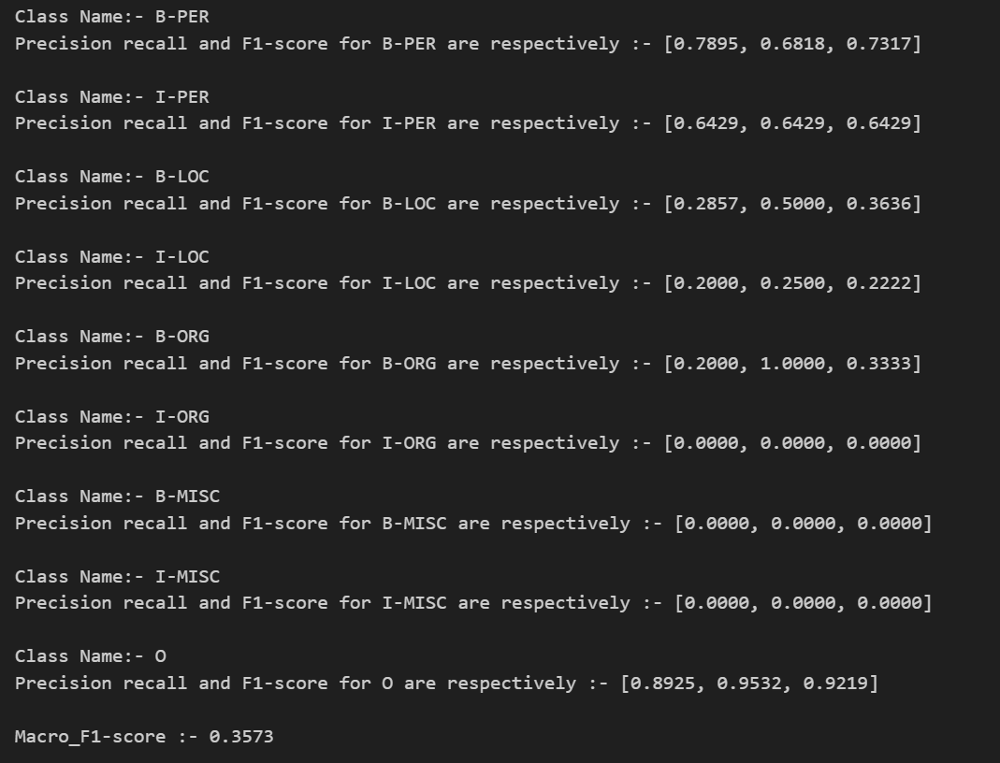 Class Name:- B-PER
Precision recall and F1-score for B-PER are respectively :- [0.7895, 0.6818, 0.7317]
Class Name:- I-PER
Precision recall and F1-score for I-PER are respectively :- [0.6429, 0.6429, 0.6429]
Class Name:- B-LOC
Precision recall and F1-score for B-LOC are respectively :- [0.2857, 0.5000, 0.3636]
Class Name:- I-LOC
Precision recall and F1-score for I-LOC are respectively :- [0.2000, 0.2500, 0.2222]
Class Name:- B-ORG
Precision recall and F1-score for B-ORG are respectively :- [0.2000, 1.0000, 0.3333]
Class Name:- I-ORG
Precision recall and F1-score for I-ORG are respectively :- [0.0000, 0.0000, 0.0000]
Class Name:- B-MISC
Precision recall and F1-score for B-MISC are respectively :- [0.0000, 0.0000, 0.0000]
Class Name:- I-MISC
Precision recall and F1-score for I-MISC are respectively :- [0.0000, 0.0000, 0.0000]
Class Name:- O
Precision recall and F1-score for O are respectively :- [0.8925, 0.9532, 0.9219]
Macro_F1-score :- 0.3573